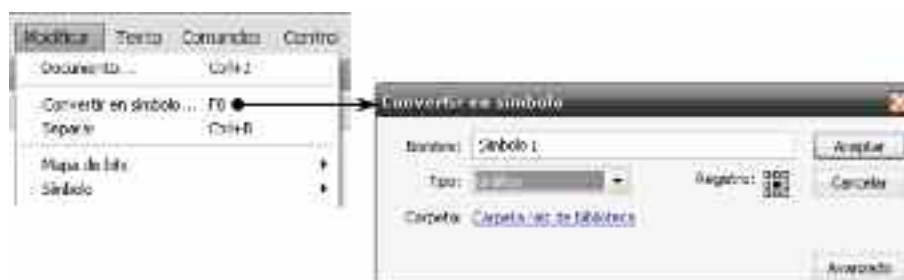 Modificar Texto Comandos Contro
Documento... Ctrl+J
Convertir en símbolo... F8
Separar Ctrl+B
Mapa de bits
Símbolo
Convertir en símbolo
Nombre: Símbolo 1
Aceptar
Tipo:
Registro:
Cancelar
Carpeta: Carpeta raíz de biblioteca
Avanzado